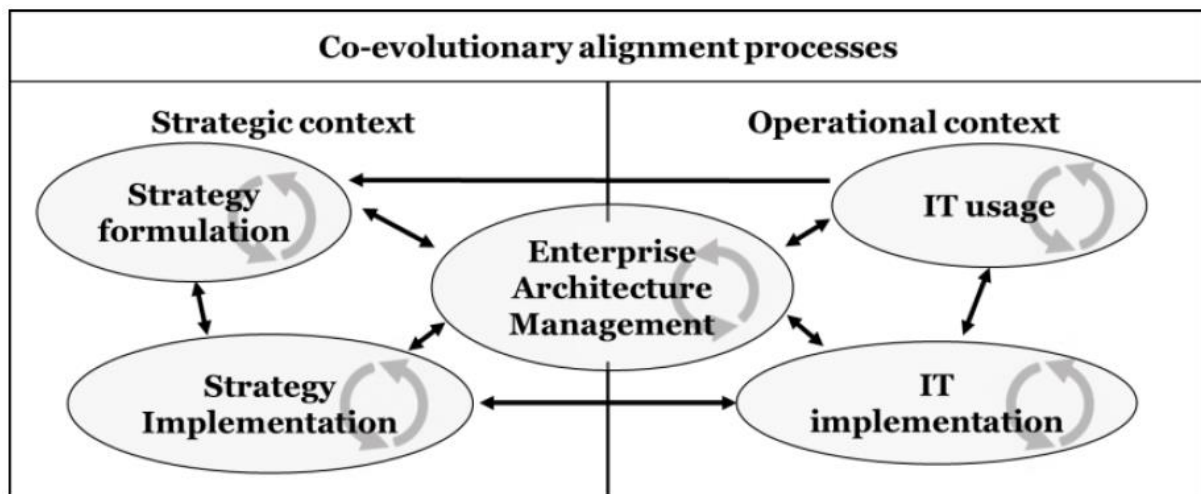 Co-evolutionary alignment processes
Strategic context
Operational context
Strategy
formulation
IT usage
Enterprise
Architecture
Management
Strategy
Implementation
IT
implementation